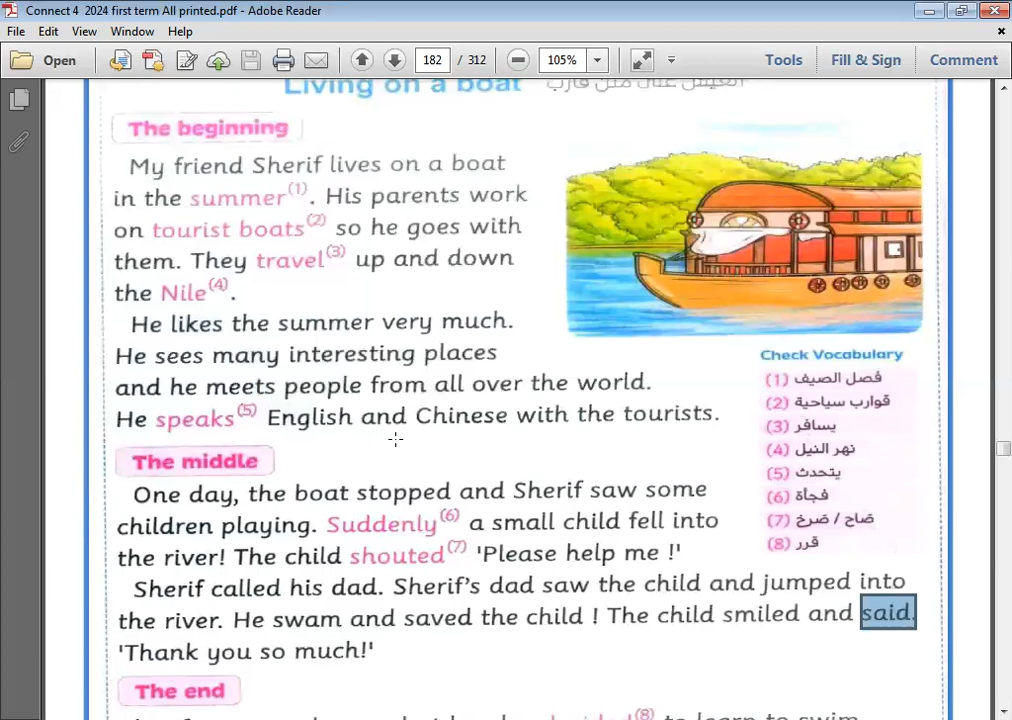 Connect 4 2024 first term All printed.pdf - Adobe Reader
File Edit View Window Help
Open 182 / 312 105% Tools Fill & Sign Comment
Living on a boat
The beginning
My friend Sherif lives on a boat
in the summer(1). His parents work
on tourist boats(2) so he goes with
them. They travel(3) up and down
the Nile(4).
He likes the summer very much.
He sees many interesting places
and he meets people from all over the world.
He speaks(5) English and Chinese with the tourists.
Check Vocabulary
(1) فصل الصيف
(2) قوارب سياحية
(3) يسافر
(4) نهر النيل
(5) يتحدث
(6) فجأة
(7) صَاح / صَرخ
(8) قرر
The middle
One day, the boat stopped and Sherif saw some
children playing. Suddenly(6) a small child fell into
the river! The child shouted(7) 'Please help me !'
Sherif called his dad. Sherif's dad saw the child and jumped into
the river. He swam and saved the child ! The child smiled and said.
'Thank you so much!'
The end
(8) to learn to swim